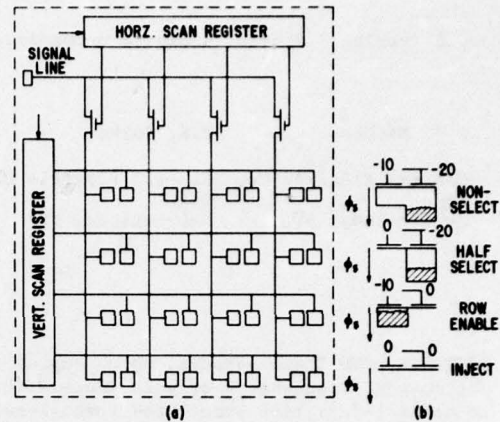 HORZ. SCAN REGISTER
SIGNAL
LINE
VERT. SCAN REGISTER
(a)
-10 -20
φs
NON-
SELECT
0 -20
φs
HALF
SELECT
-10 0
φs
ROW
ENABLE
0 0
φs
INJECT
(b)